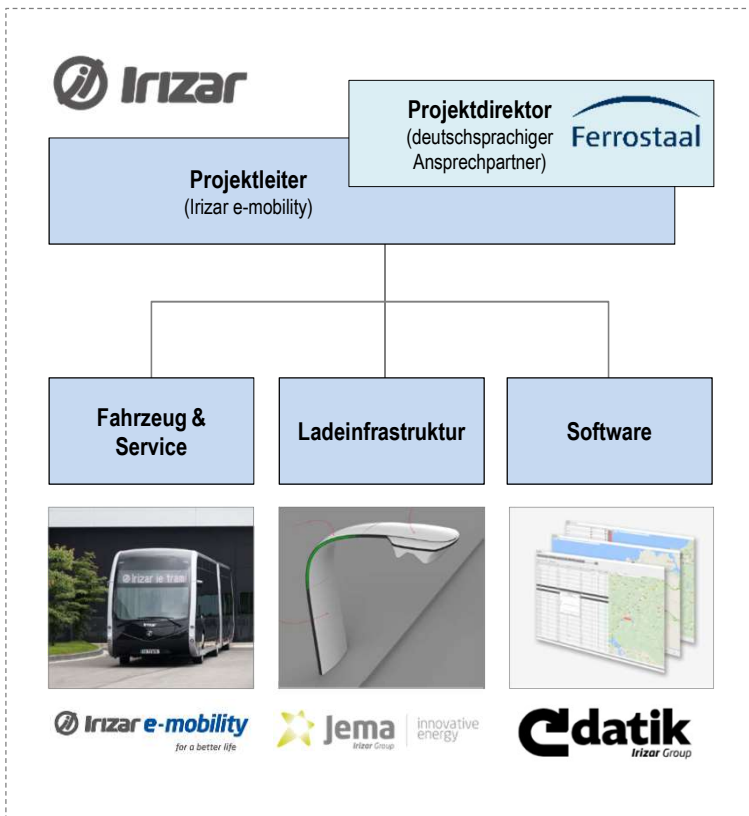 Irizar
Projektdirektor
(deutschsprachiger
Ansprechpartner)
Ferrostaal
Projektleiter
(Irizar e-mobility)
Fahrzeug &
Service
Ladeinfrastruktur
Software
Irizar ie tram
Irizar
Irizar e-mobility
for a better life
Jema
Irizar Group
innovative
energy
datik
Irizar Group